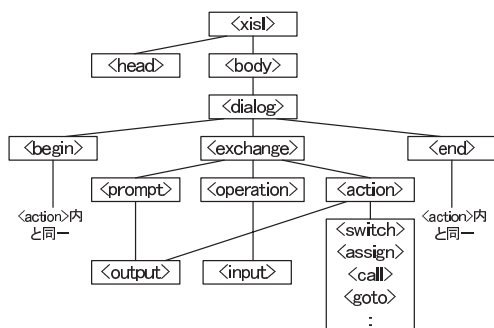 <xisl>
<head>
<body>
<dialog>
<begin>
<exchange>
<end>
<prompt>
<operation>
<action>
<action>内
と同一
<action>内
と同一
<switch>
<assign>
<call>
<goto>
:
<output>
<input>